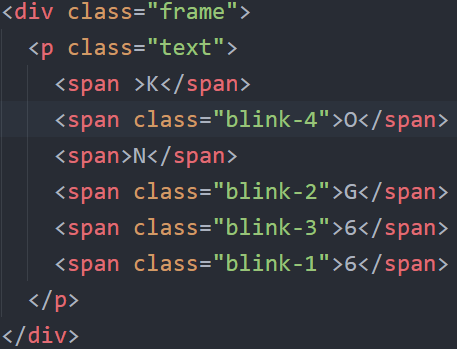 <div class="frame">
<p class="text">
<span >K</span>
<span class="blink-4">O</span>
<span>N</span>
<span class="blink-2">G</span>
<span class="blink-3">6</span>
<span class="blink-1">6</span>
</p>
</div>